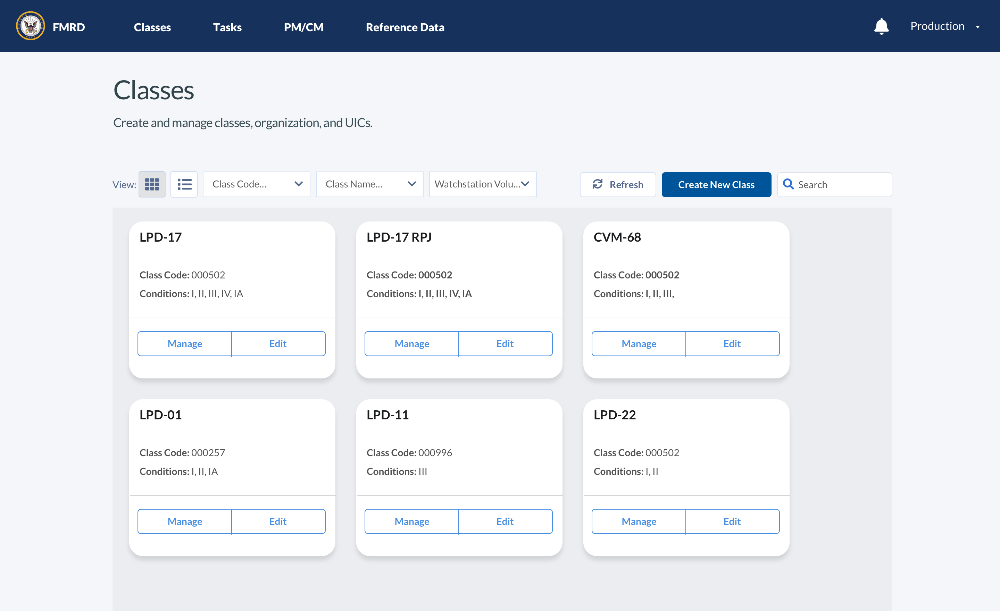 FMRD Classes Tasks PM/CM Reference Data Production
Classes
Create and manage classes, organization, and UICs.
View: Class Code... Class Name... Watchstation Volu... Refresh Create New Class Search
LPD-17
Class Code: 000502
Conditions: I, II, III, IV, IA
Manage Edit
LPD-17 RPJ
Class Code: 000502
Conditions: I, II, III, IV, IA
Manage Edit
CVM-68
Class Code: 000502
Conditions: I, II, III,
Manage Edit
LPD-01
Class Code: 000257
Conditions: I, II, IA
Manage Edit
LPD-11
Class Code: 000996
Conditions: III
Manage Edit
LPD-22
Class Code: 000502
Conditions: I, II
Manage Edit